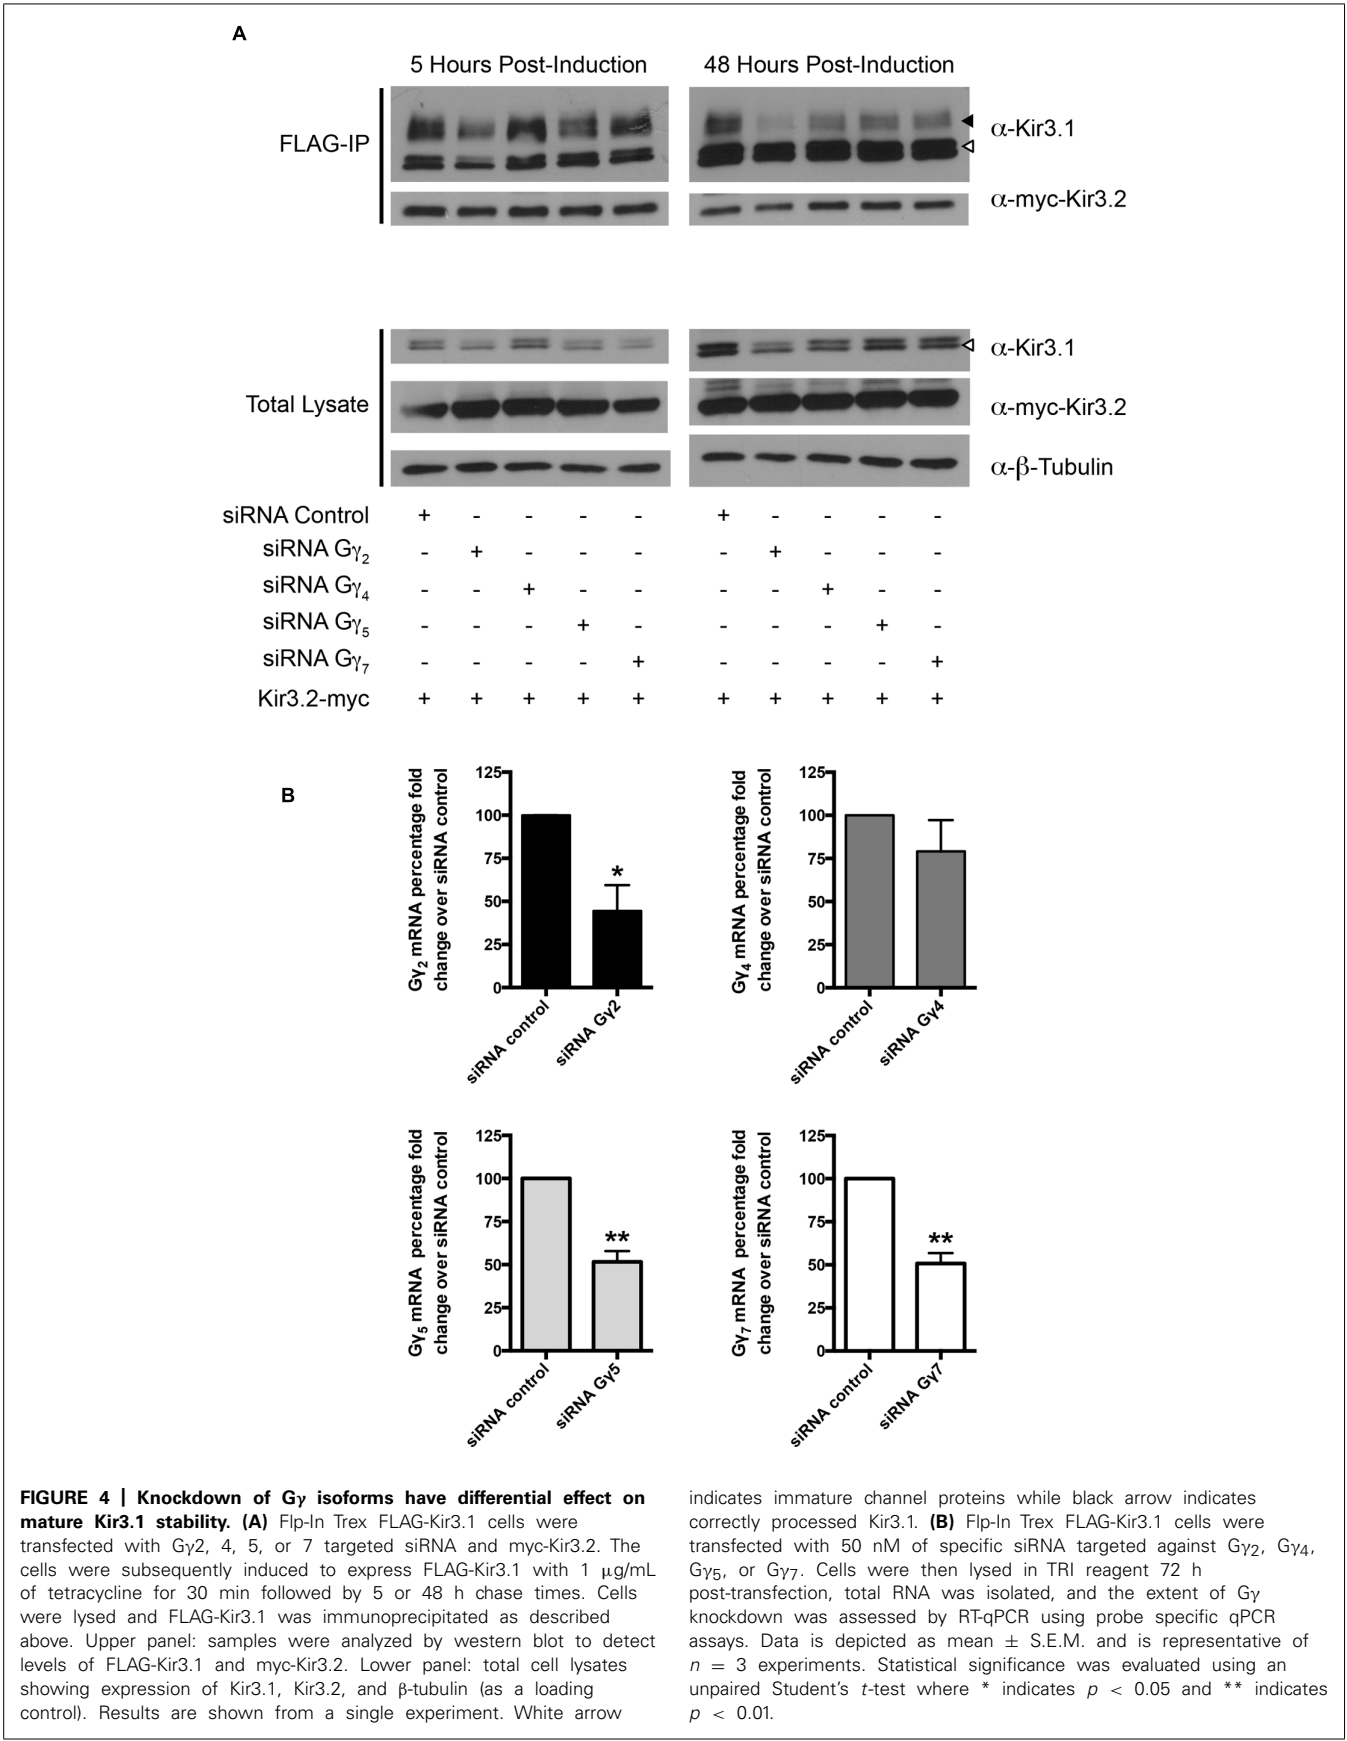 A
5 Hours Post-Induction 48 Hours Post-Induction
FLAG-IP
α-Kir3.1
α-myc-Kir3.2
Total Lysate
α-Kir3.1
α-myc-Kir3.2
α-β-Tubulin
siRNA Control + - - - - + - - - -
siRNA Gγ2 - + - - - - + - - -
siRNA Gγ4 - - + - - - - + - -
siRNA Gγ5 - - - + - - - - + -
siRNA Gγ7 - - - - + - - - - +
Kir3.2-myc + + + + + + + + + +
B
Gγ2 mRNA percentage fold
change over siRNA control
125
100
75
50
25
0
*
siRNA control
siRNA Gγ2
Gγ4 mRNA percentage fold
change over siRNA control
125
100
75
50
25
0
siRNA control
siRNA Gγ4
Gγ5 mRNA percentage fold
change over siRNA control
125
100
75
50
25
0
**
siRNA control
siRNA Gγ5
Gγ7 mRNA percentage fold
change over siRNA control
125
100
75
50
25
0
**
siRNA control
siRNA Gγ7
FIGURE 4 | Knockdown of Gγ isoforms have differential effect on
mature Kir3.1 stability. (A) Flp-In Trex FLAG-Kir3.1 cells were
transfected with Gγ2, 4, 5, or 7 targeted siRNA and myc-Kir3.2. The
cells were subsequently induced to express FLAG-Kir3.1 with 1 μg/mL
of tetracycline for 30 min followed by 5 or 48 h chase times. Cells
were lysed and FLAG-Kir3.1 was immunoprecipitated as described
above. Upper panel: samples were analyzed by western blot to detect
levels of FLAG-Kir3.1 and myc-Kir3.2. Lower panel: total cell lysates
showing expression of Kir3.1, Kir3.2, and β-tubulin (as a loading
control). Results are shown from a single experiment. White arrow
indicates immature channel proteins while black arrow indicates
correctly processed Kir3.1. (B) Flp-In Trex FLAG-Kir3.1 cells were
transfected with 50 nM of specific siRNA targeted against Gγ2, Gγ4,
Gγ5, or Gγ7. Cells were then lysed in TRI reagent 72 h
post-transfection, total RNA was isolated, and the extent of Gγ
knockdown was assessed by RT-qPCR using probe specific qPCR
assays. Data is depicted as mean ± S.E.M. and is representative of
n = 3 experiments. Statistical significance was evaluated using an
unpaired Student's t-test where * indicates p < 0.05 and ** indicates
p < 0.01.